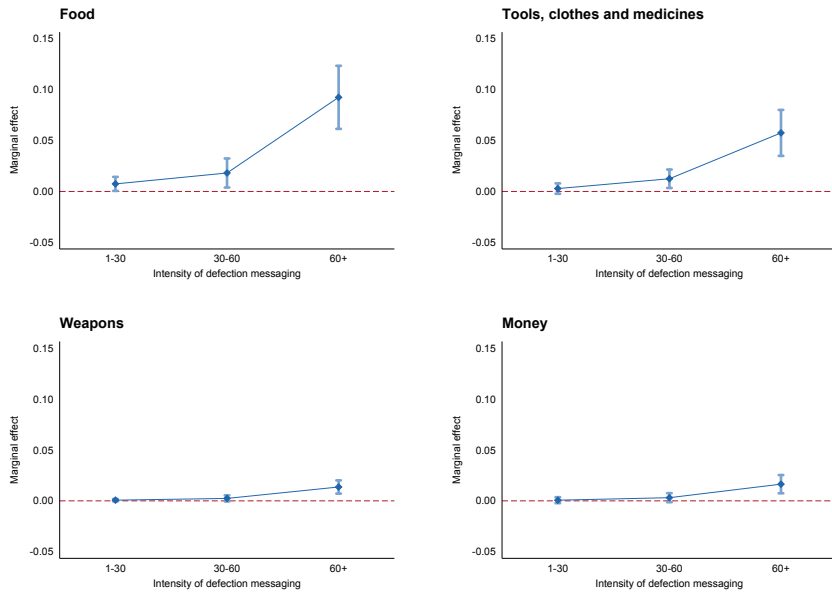 Food
0.15
0.10
0.05
0.00
-0.05
Marginal effect
1-30
30-60
60+
Intensity of defection messaging
Tools, clothes and medicines
0.15
0.10
0.05
0.00
-0.05
Marginal effect
1-30
30-60
60+
Intensity of defection messaging
Weapons
0.15
0.10
0.05
0.00
-0.05
Marginal effect
1-30
30-60
60+
Intensity of defection messaging
Money
0.15
0.10
0.05
0.00
-0.05
Marginal effect
1-30
30-60
60+
Intensity of defection messaging